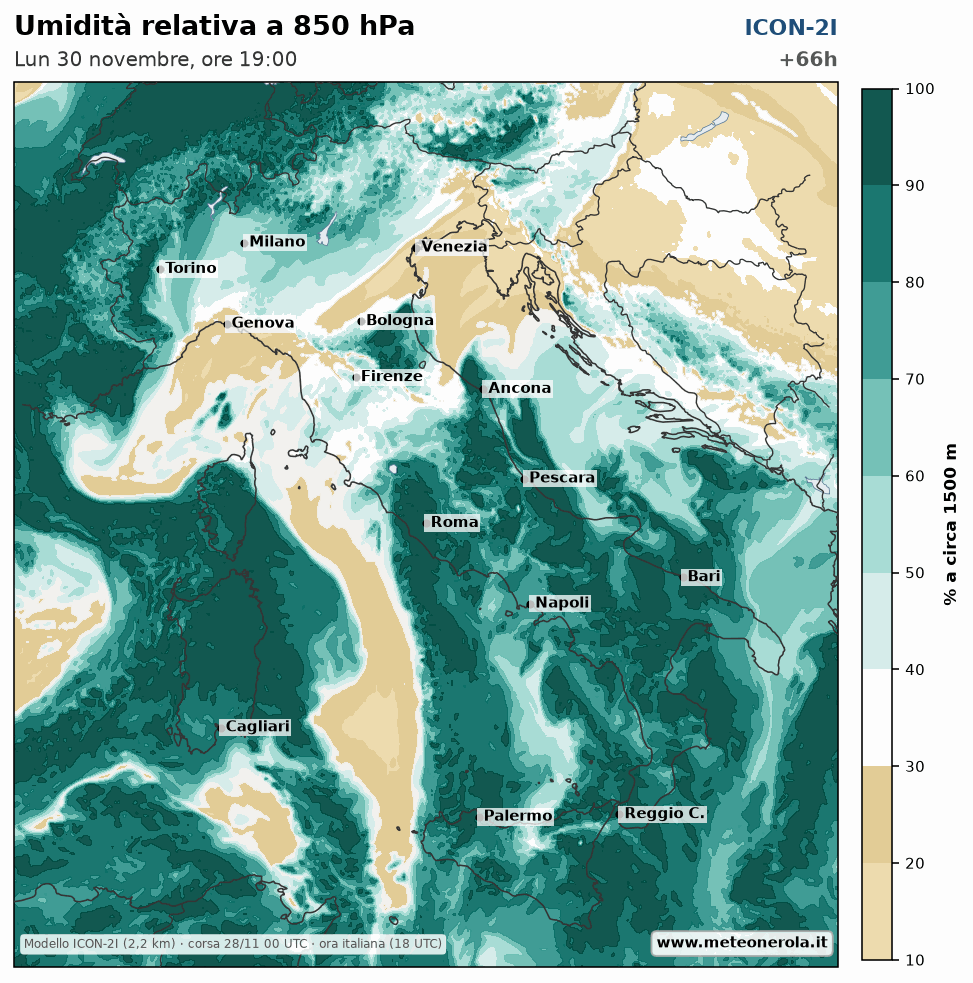 Umidità relativa a 850 hPa
ICON-2I
Lun 30 novembre, ore 19:00
+66h
100
90
80
70
60
50
40
30
20
10
% a circa 1500 m
Milano
Venezia
Torino
Genova
Bologna
Firenze
Ancona
Pescara
Roma
Bari
Napoli
Cagliari
Palermo
Reggio C.
Modello ICON-2I (2,2 km) · corsa 28/11 00 UTC · ora italiana (18 UTC)
www.meteonerola.it